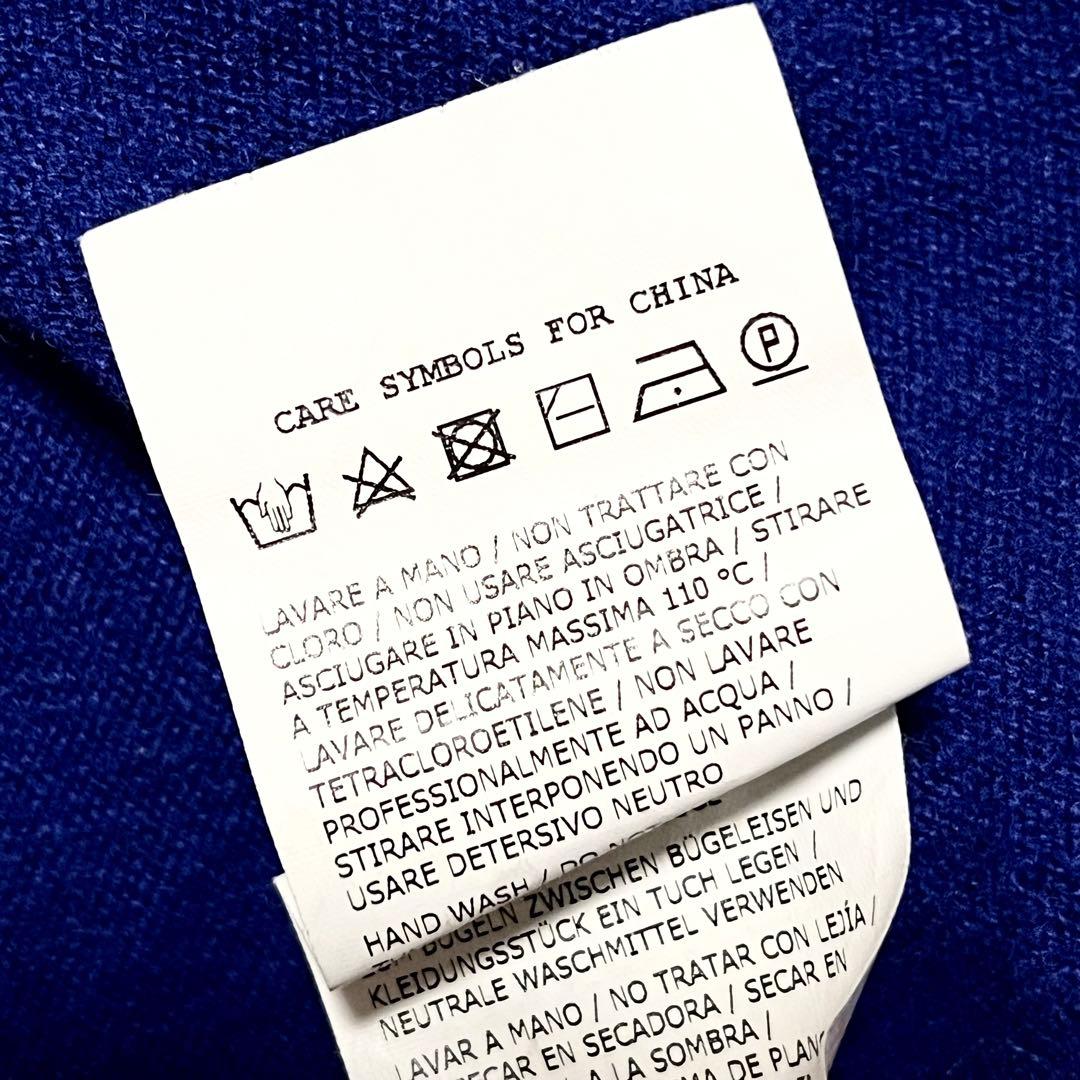 CARE SYMBOLS FOR CHINA
P
LAVARE A MANO / NON TRATTARE CON
CLORO / NON USARE ASCIUGATRICE /
ASCIUGARE IN PIANO IN OMBRA / STIRARE
A TEMPERATURA MASSIMA 110 °C /
LAVARE DELICATAMENTE A SECCO CON
TETRACLOROETILENE / NON LAVARE
PROFESSIONALMENTE AD ACQUA /
STIRARE INTERPONENDO UN PANNO /
USARE DETERSIVO NEUTRO
HAND WASH / DO NOT
BÜGELN ZWISCHEN BÜGELEISEN UND
KLEIDUNGSSTÜCK EIN TUCH LEGEN /
NEUTRALE WASCHMITTEL VERWENDEN
LAVAR A MANO / NO TRATAR CON LEJÍA /
EN SECADORA / SECAR EN
A LA SOMBRA /
DE